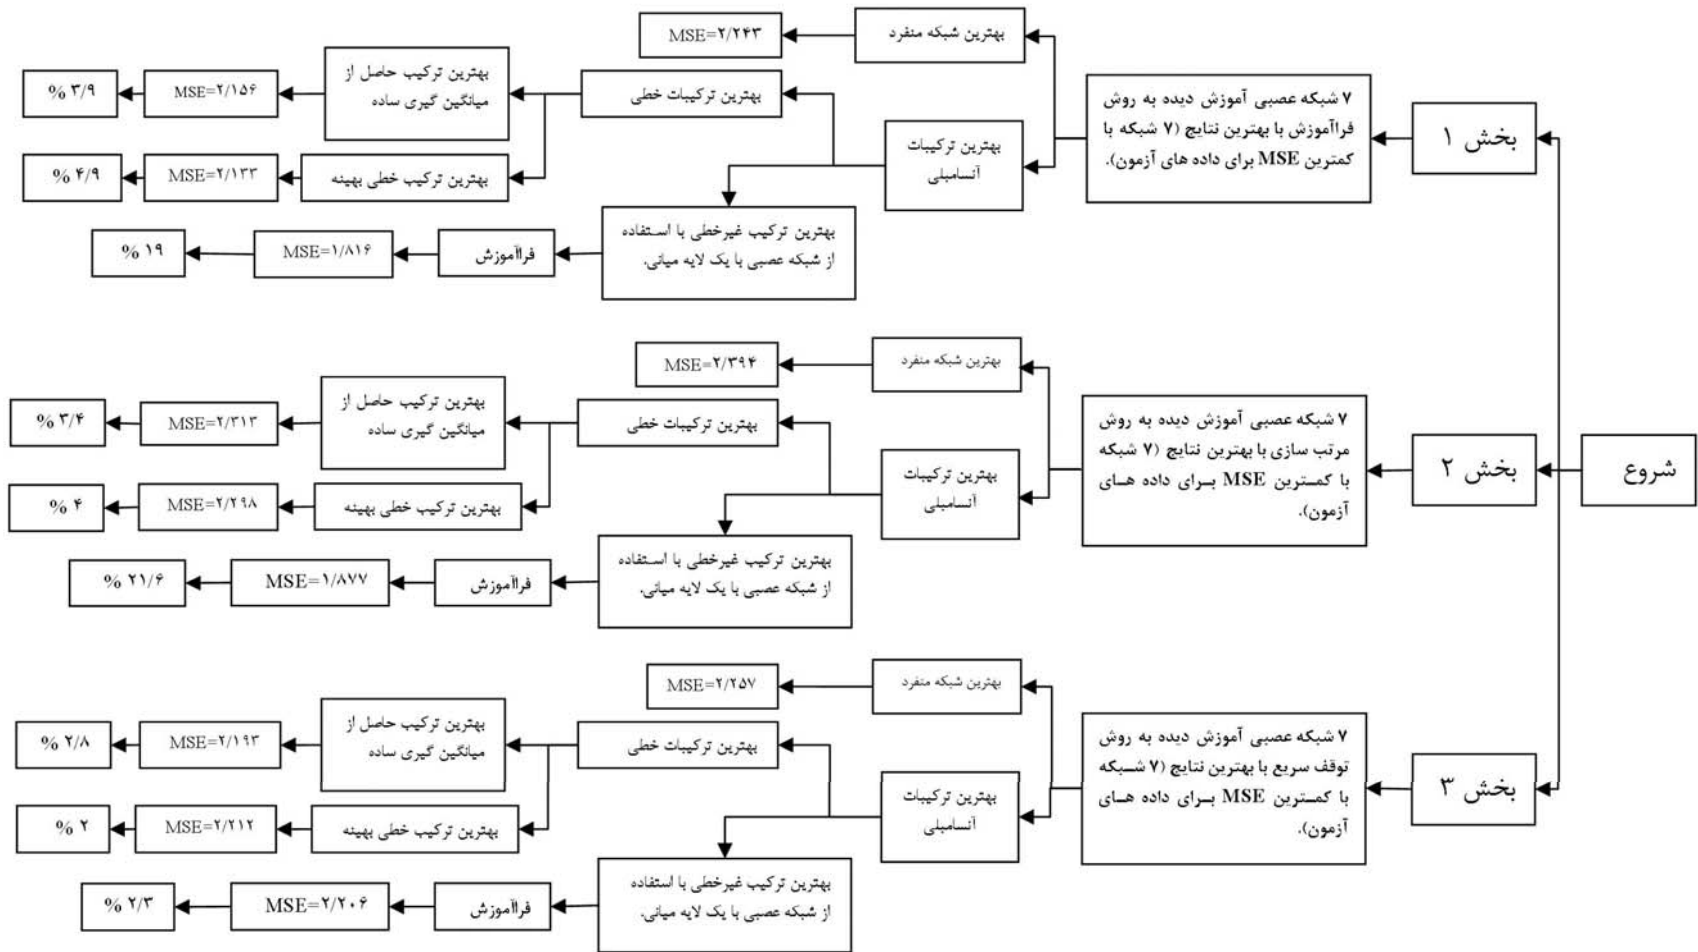 شروع
بخش ۱
۷ شبکه عصبی آموزش دیده به روش
فراآموزش با بهترین نتایج (۷ شبکه با
کمترین MSE برای داده های آزمون).
بهترین شبکه منفرد
MSE=۲/۲۴۳
بهترین ترکیبات
آنسامبلی
بهترین ترکیبات خطی
بهترین ترکیب حاصل از
میانگین گیری ساده
MSE=۲/۱۵۶
% ۳/۹
بهترین ترکیب خطی بهینه
MSE=۲/۱۳۳
% ۴/۹
بهترین ترکیب غیرخطی با استفاده
از شبکه عصبی با یک لایه میانی.
فراآموزش
MSE=۱/۸۱۶
% ۱۹
بخش ۲
۷ شبکه عصبی آموزش دیده به روش
مرتب سازی با بهترین نتایج (۷ شبکه
با کمترین MSE برای داده های
آزمون).
بهترین شبکه منفرد
MSE=۲/۳۹۴
بهترین ترکیبات
آنسامبلی
بهترین ترکیبات خطی
بهترین ترکیب حاصل از
میانگین گیری ساده
MSE=۲/۳۱۳
% ۳/۴
بهترین ترکیب خطی بهینه
MSE=۲/۲۹۸
% ۴
بهترین ترکیب غیرخطی با استفاده
از شبکه عصبی با یک لایه میانی.
فراآموزش
MSE=۱/۸۷۷
% ۲۱/۶
بخش ۳
۷ شبکه عصبی آموزش دیده به روش
توقف سریع با بهترین نتایج (۷ شبکه
با کمترین MSE برای داده های
آزمون).
بهترین شبکه منفرد
MSE=۲/۲۵۷
بهترین ترکیبات
آنسامبلی
بهترین ترکیبات خطی
بهترین ترکیب حاصل از
میانگین گیری ساده
MSE=۲/۱۹۳
% ۲/۸
بهترین ترکیب خطی بهینه
MSE=۲/۲۱۲
% ۲
بهترین ترکیب غیرخطی با استفاده
از شبکه عصبی با یک لایه میانی.
فراآموزش
MSE=۲/۲۰۶
% ۲/۳